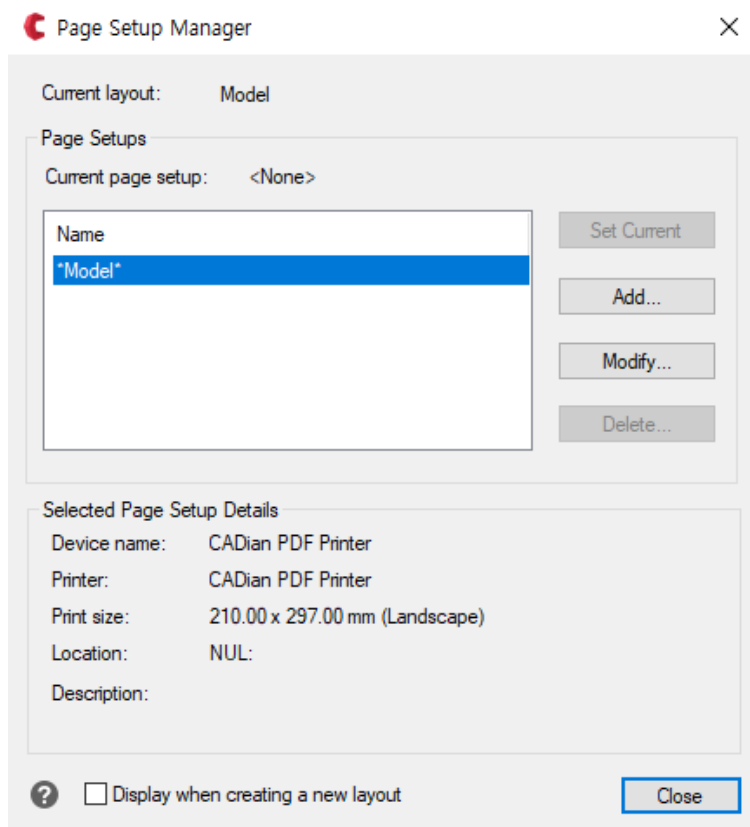 Page Setup Manager
Current layout: Model
Page Setups
Current page setup: <None>
Name
Set Current
*Model*
Add...
Modify...
Delete...
Selected Page Setup Details
Device name: CADian PDF Printer
Printer: CADian PDF Printer
Print size: 210.00 x 297.00 mm (Landscape)
Location: NUL:
Description:
? Display when creating a new layout
Close